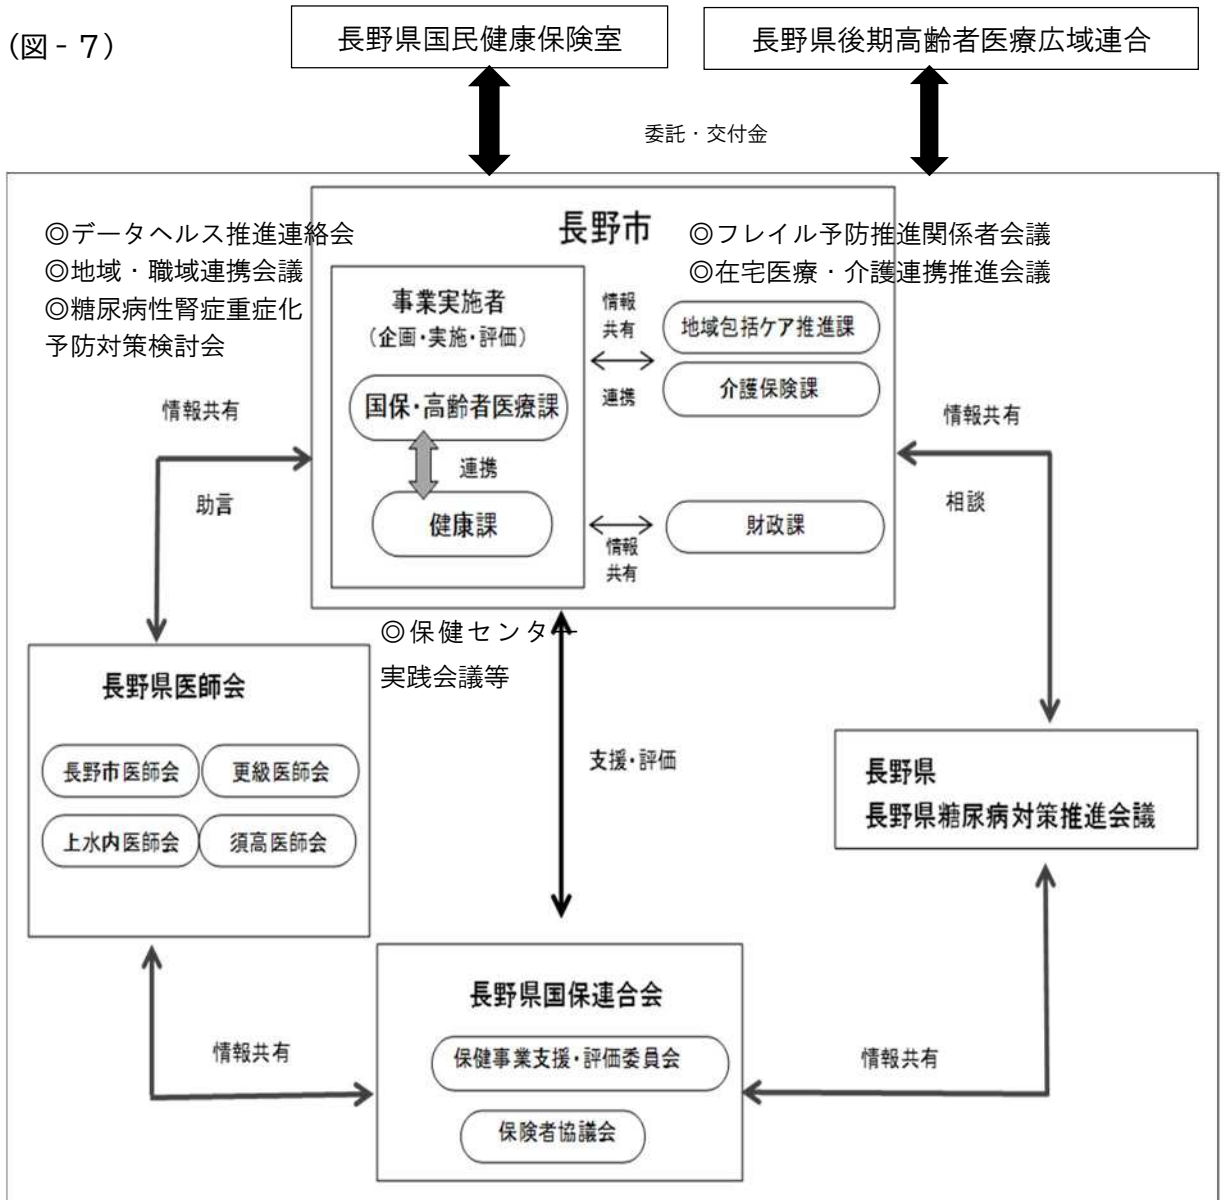 (図-7)
長野県国民健康保険室
長野県後期高齢者医療広域連合
委託・交付金
長野市
◎データヘルス推進連絡会
◎地域・職域連携会議
◎糖尿病性腎症重症化
予防対策検討会
◎フレイル予防推進関係者会議
◎在宅医療・介護連携推進会議
事業実施者
(企画・実施・評価)
国保・高齢者医療課
連携
健康課
情報
共有
連携
地域包括ケア推進課
介護保険課
情報
共有
財政課
情報共有
助言
情報共有
相談
◎保健センター
実践会議等
支援・評価
長野県医師会
長野市医師会
更級医師会
上水内医師会
須高医師会
長野県
長野県糖尿病対策推進会議
長野県国保連合会
保健事業支援・評価委員会
保険者協議会
情報共有
情報共有